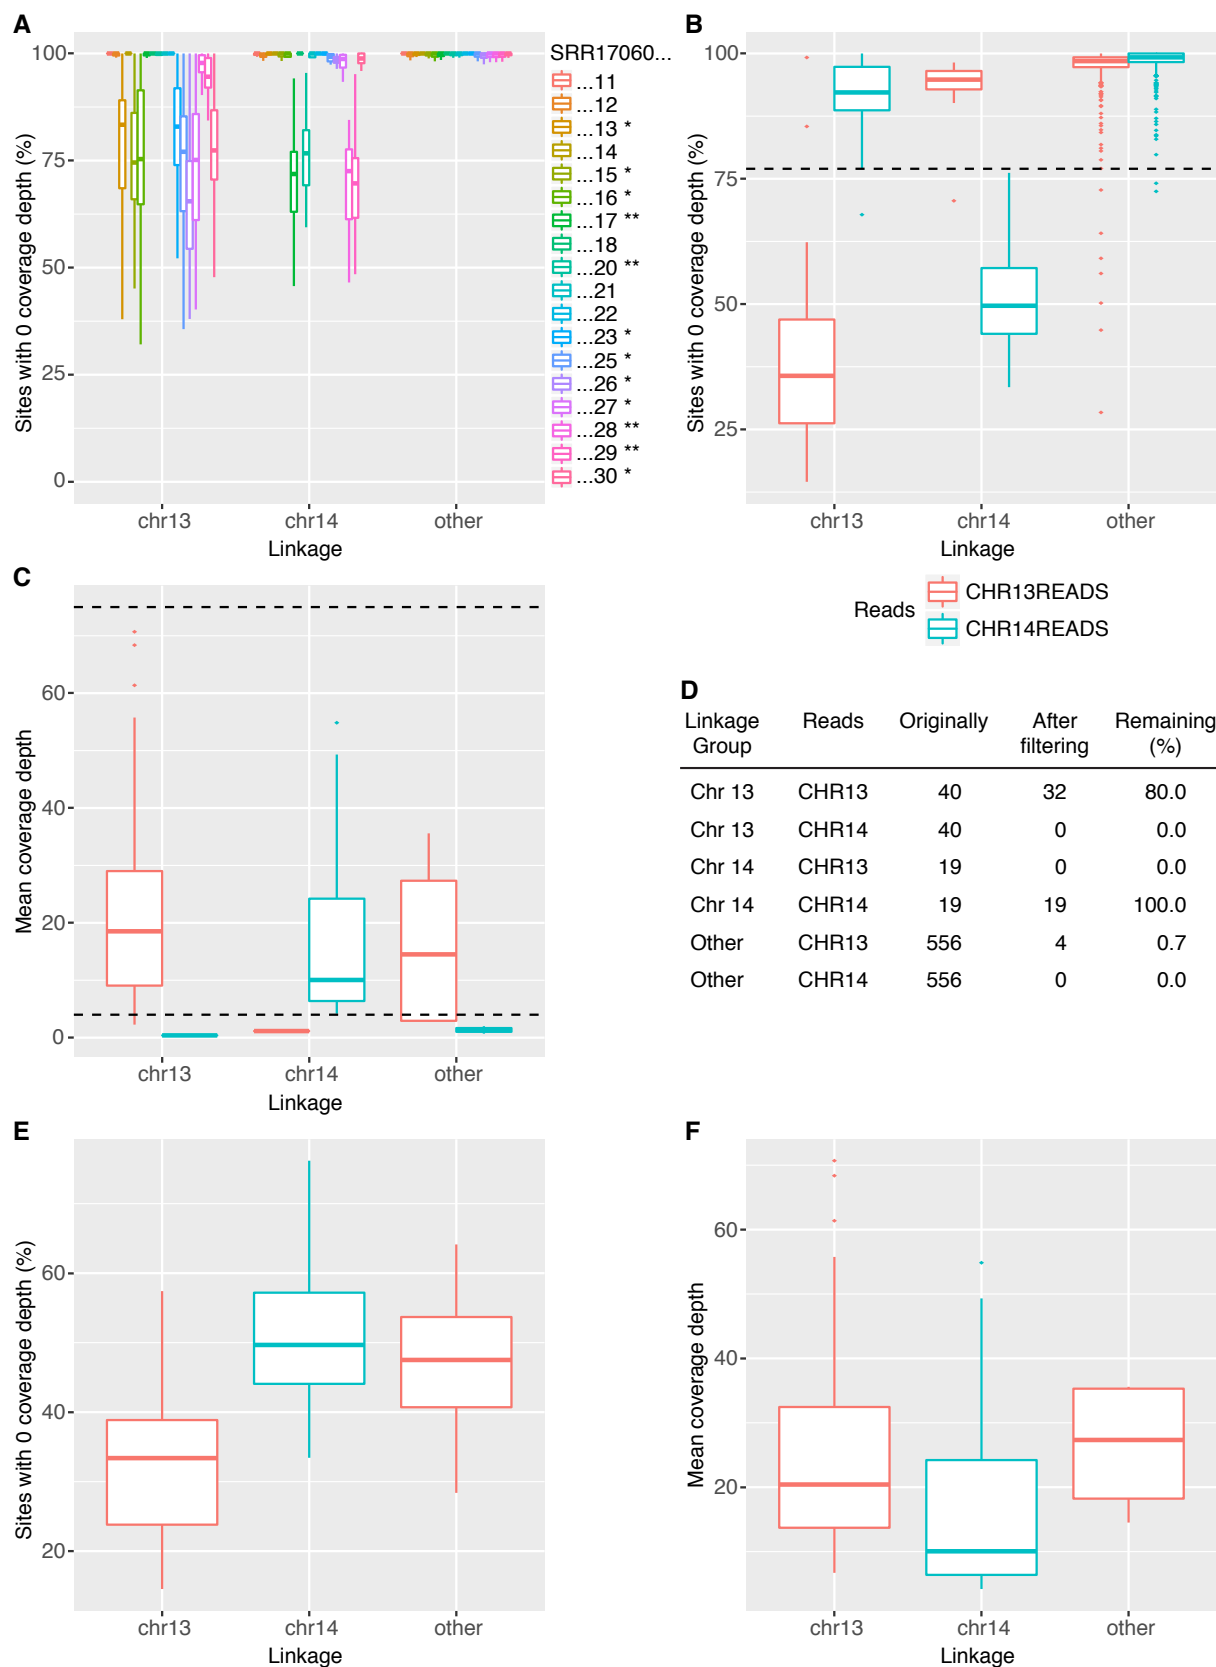 A
Sites with 0 coverage depth (%)
100
75
50
25
0
chr13 chr14 other
Linkage
SRR17060...
...11
...12
...13 *
...14
...15 *
...16 *
...17 **
...18
...20 **
...21
...22
...23 *
...25 *
...26 *
...27 *
...28 **
...29 **
...30 *
B
Sites with 0 coverage depth (%)
100
75
50
25
chr13 chr14 other
Linkage
Reads
CHR13READS
CHR14READS
C
Mean coverage depth
60
40
20
0
chr13 chr14 other
Linkage
D
Linkage Reads Originally After Remaining
Group filtering (%)
Chr 13 CHR13 40 32 80.0
Chr 13 CHR14 40 0 0.0
Chr 14 CHR13 19 0 0.0
Chr 14 CHR14 19 19 100.0
Other CHR13 556 4 0.7
Other CHR14 556 0 0.0
E
Sites with 0 coverage depth (%)
60
40
20
chr13 chr14 other
Linkage
F
Mean coverage depth
60
40
20
chr13 chr14 other
Linkage